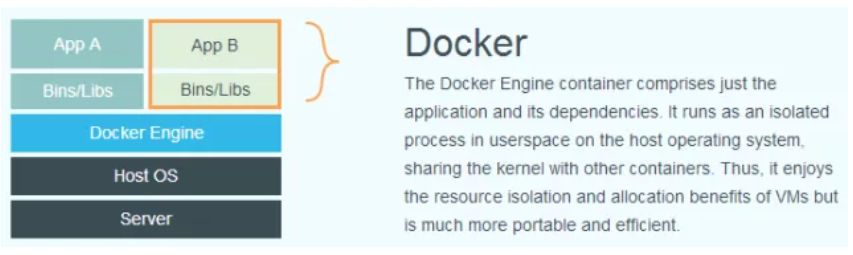 App A
App B
Bins/Libs
Bins/Libs
Docker Engine
Host OS
Server
Docker
The Docker Engine container comprises just the
application and its dependencies. It runs as an isolated
process in userspace on the host operating system,
sharing the kernel with other containers. Thus, it enjoys
the resource isolation and allocation benefits of VMs but
is much more portable and efficient.